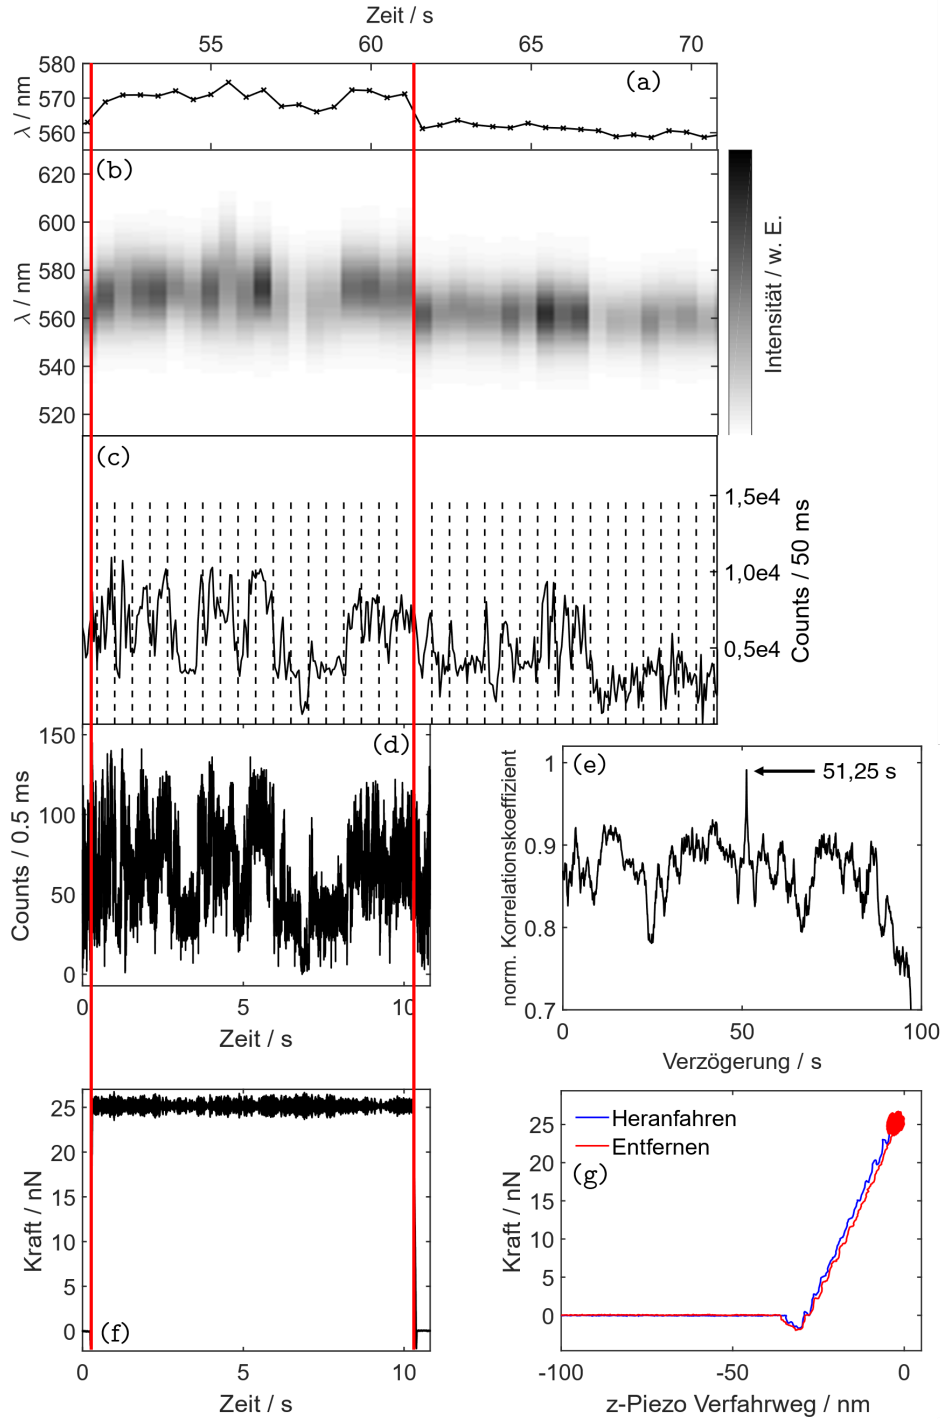 Zeit / s
55 60 65 70
580
570
560
λ / nm
(a)
(b)
620
600
580
560
540
520
λ / nm
Intensität / w. E.
(c)
1,5e4
1,0e4
0,5e4
Counts / 50 ms
(d)
150
100
50
0
Counts / 0.5 ms
0 5 10
Zeit / s
(e)
51,25 s
1
0.9
0.8
0.7
norm. Korrelationskoeffizient
0 50 100
Verzögerung / s
25
20
15
10
5
0
Kraft / nN
(f)
0 5 10
Zeit / s
Heranfahren
Entfernen
(g)
25
20
15
10
5
0
Kraft / nN
-100 -50 0
z-Piezo Verfahrweg / nm